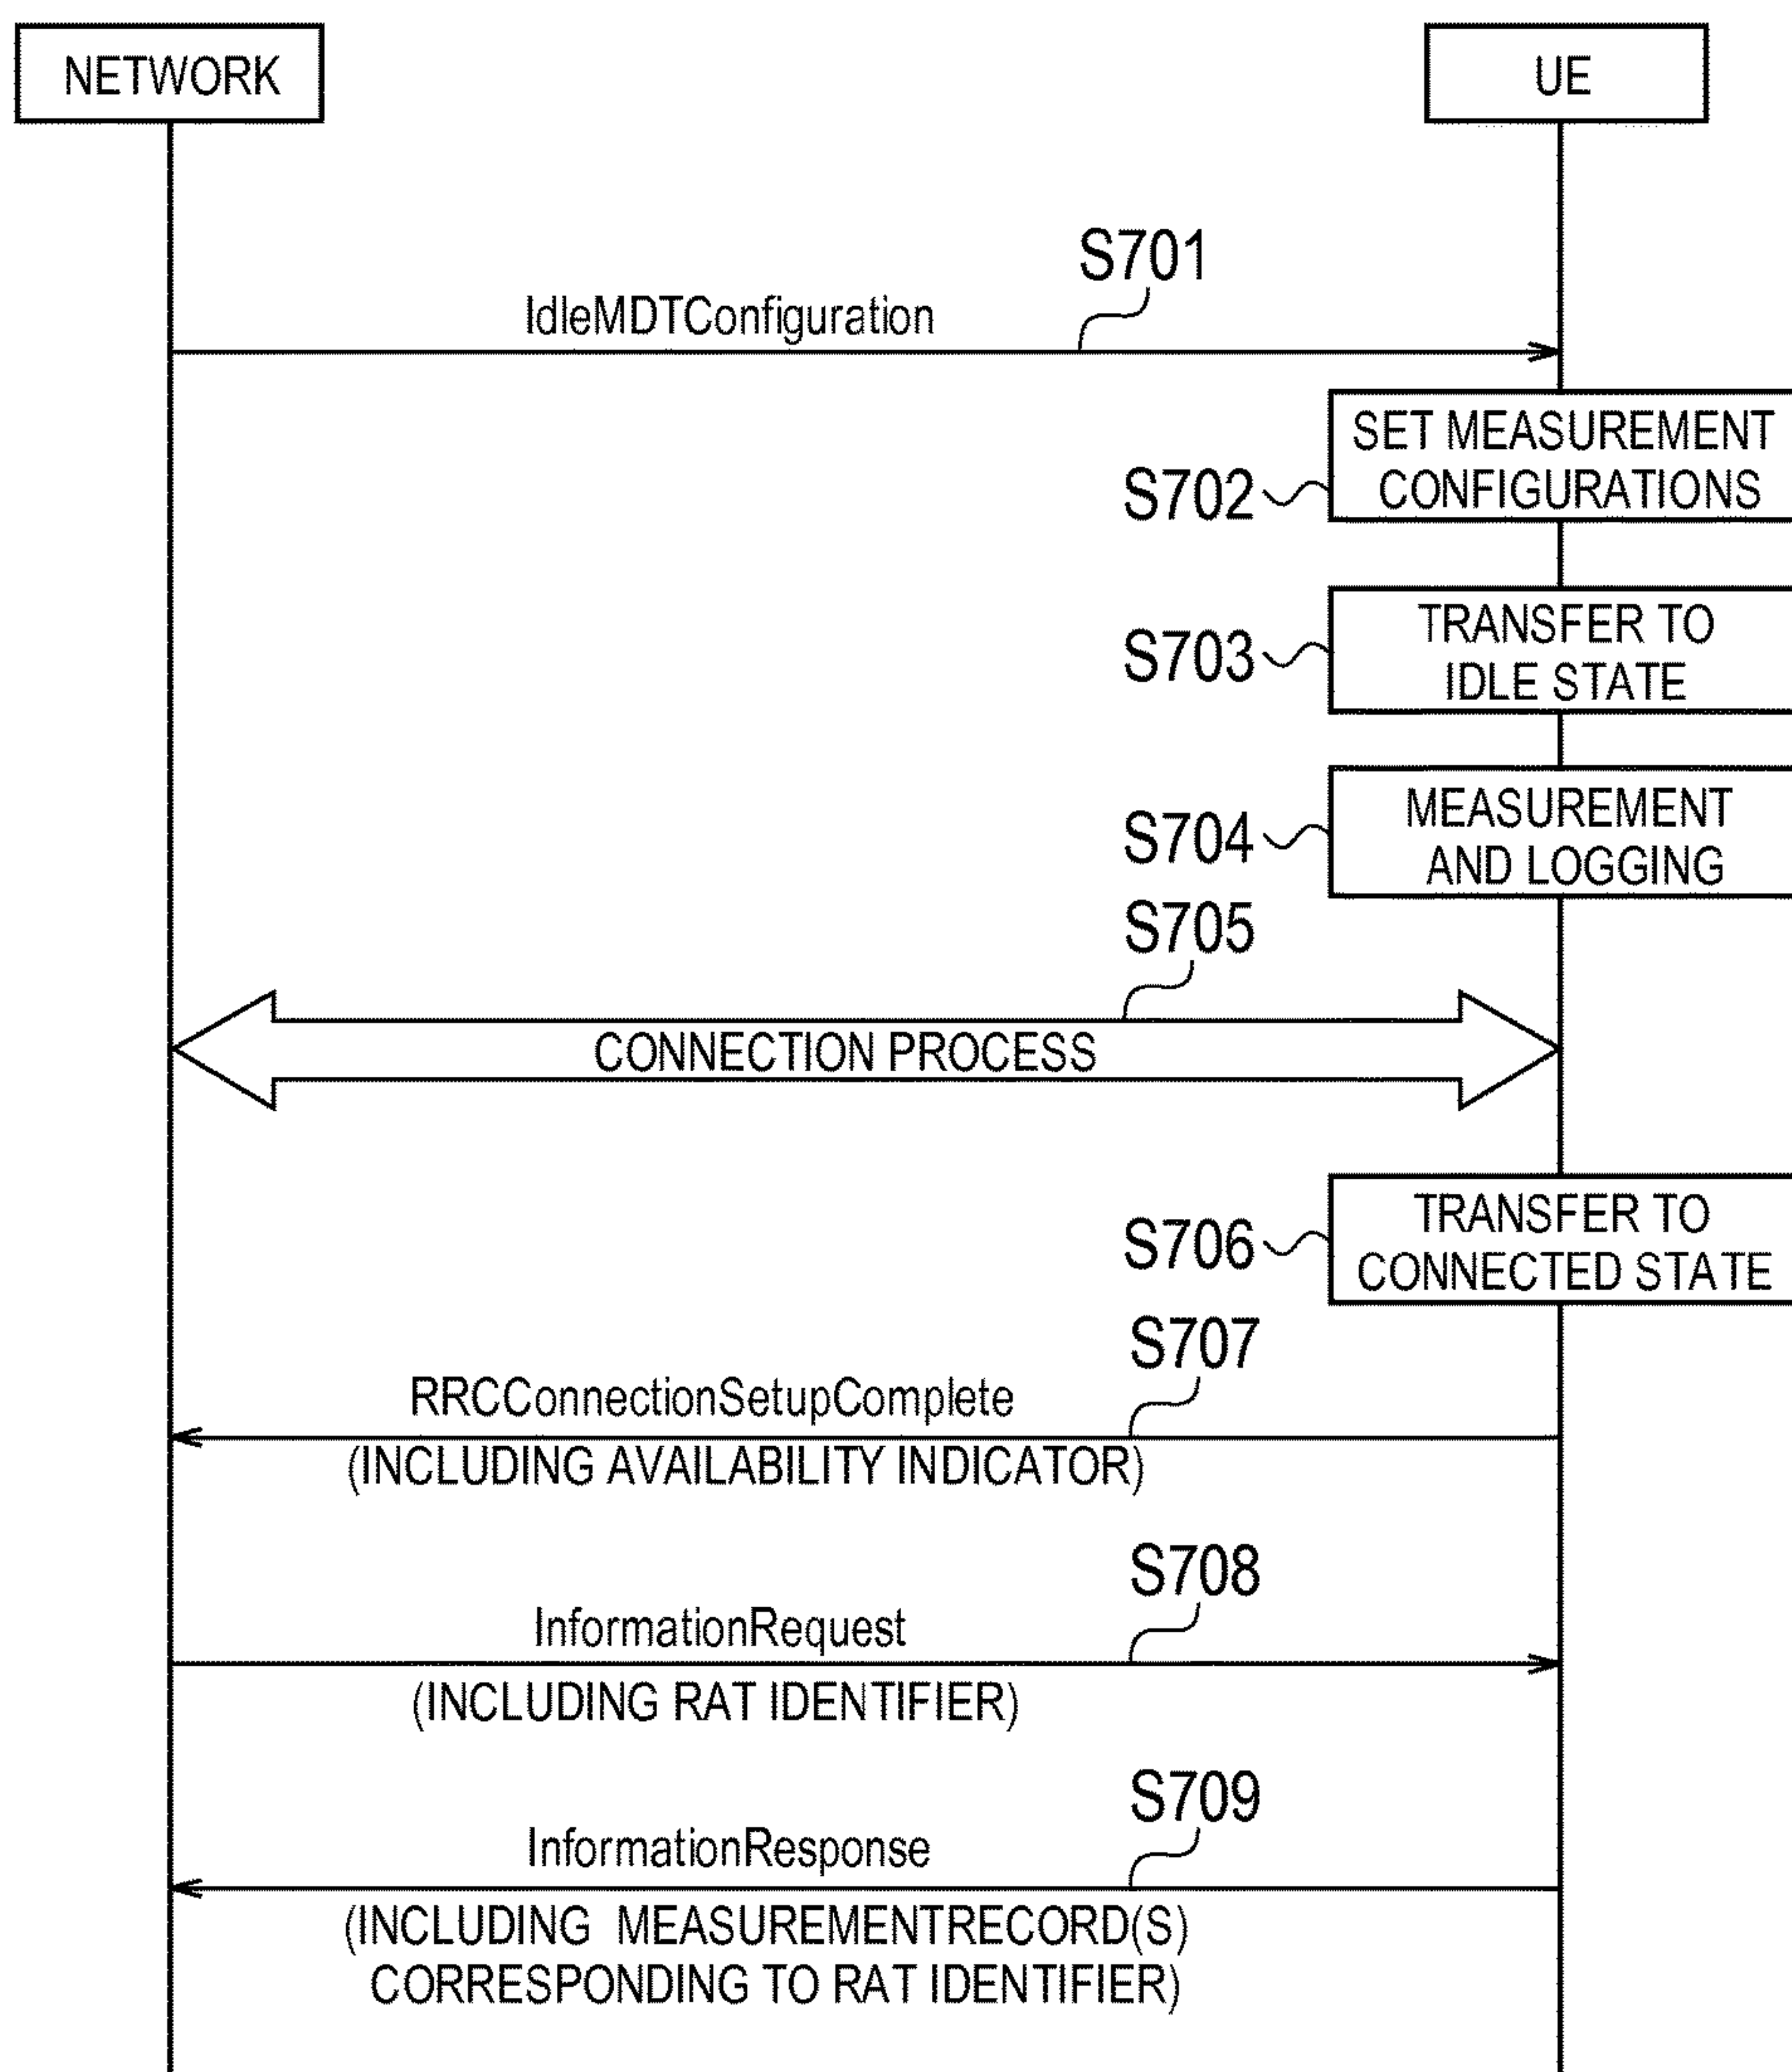 NETWORK
UE
S701
IdleMDTConfiguration
SET MEASUREMENT
CONFIGURATIONS
S702
TRANSFER TO
IDLE STATE
S703
MEASUREMENT
AND LOGGING
S704
S705
CONNECTION PROCESS
TRANSFER TO
CONNECTED STATE
S706
S707
RRCConnectionSetupComplete
(INCLUDING AVAILABILITY INDICATOR)
S708
InformationRequest
(INCLUDING RAT IDENTIFIER)
S709
InformationResponse
(INCLUDING MEASUREMENTRECORD(S)
CORRESPONDING TO RAT IDENTIFIER)